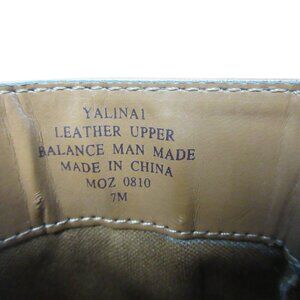 YALINA1
LEATHER UPPER
BALANCE MAN MADE
MADE IN CHINA
MOZ 0810
7M